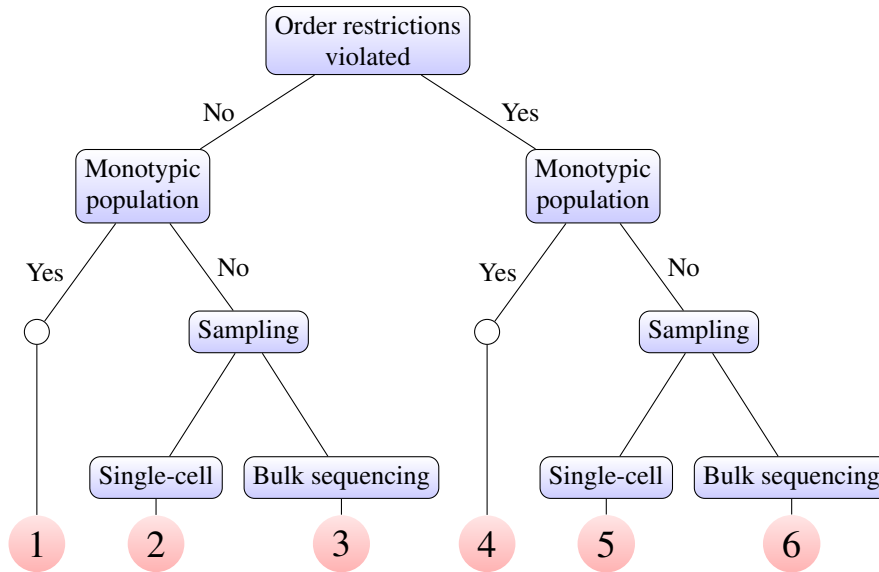 Order restrictions
violated
No
Yes
Monotypic
population
Monotypic
population
Yes
No
Yes
No
Sampling
Sampling
Single-cell
Bulk sequencing
Single-cell
Bulk sequencing
1
2
3
4
5
6